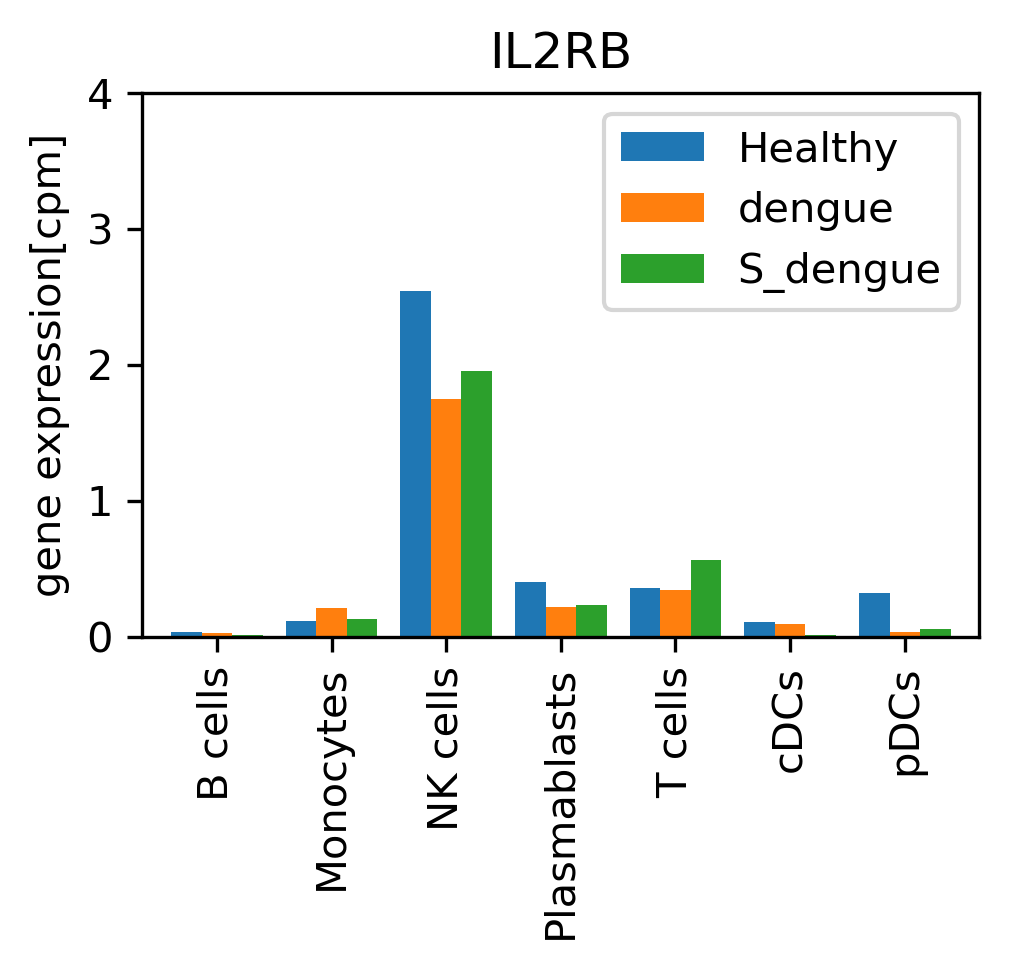 IL2RB
gene expression[cpm]
4
3
2
1
0
Healthy
dengue
S_dengue
B cells
Monocytes
NK cells
Plasmablasts
T cells
cDCs
pDCs